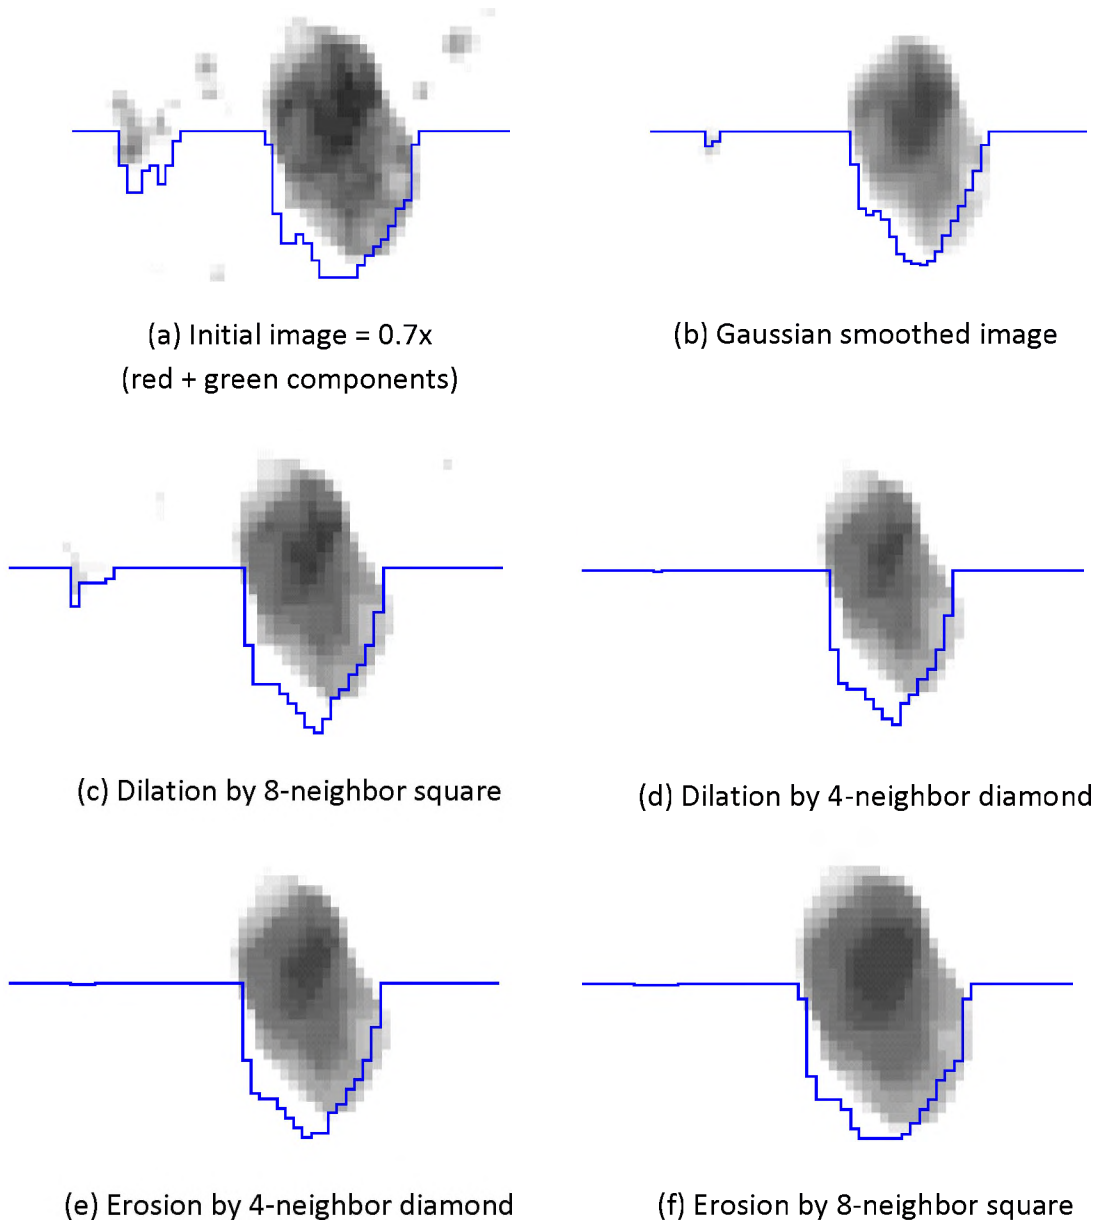 (a) Initial image = 0.7x
(red + green components)
(b) Gaussian smoothed image
(c) Dilation by 8-neighbor square
(d) Dilation by 4-neighbor diamond
(e) Erosion by 4-neighbor diamond
(f) Erosion by 8-neighbor square